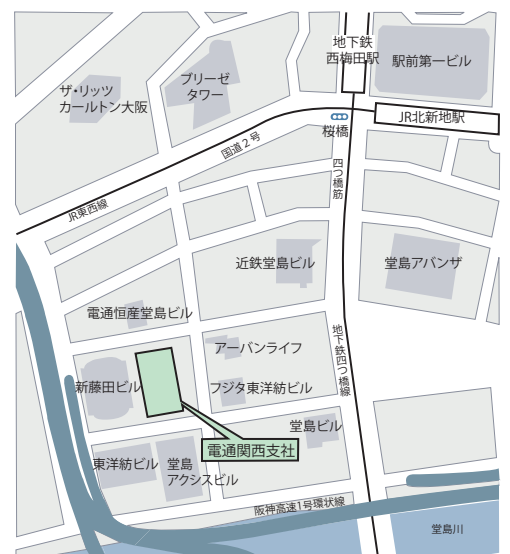 地下鉄
西梅田駅
駅前第一ビル
ブリーゼ
タワー
ザ・リッツ
カールトン大阪
JR北新地駅
桜橋
国道2号
四つ橋筋
JR東西線
近鉄堂島ビル
堂島アバンザ
電通恒産堂島ビル
アーバンライフ
地下鉄四つ橋線
新藤田ビル
フジタ東洋紡ビル
堂島ビル
電通関西支社
東洋紡ビル
堂島
アクシスビル
阪神高速1号環状線
堂島川